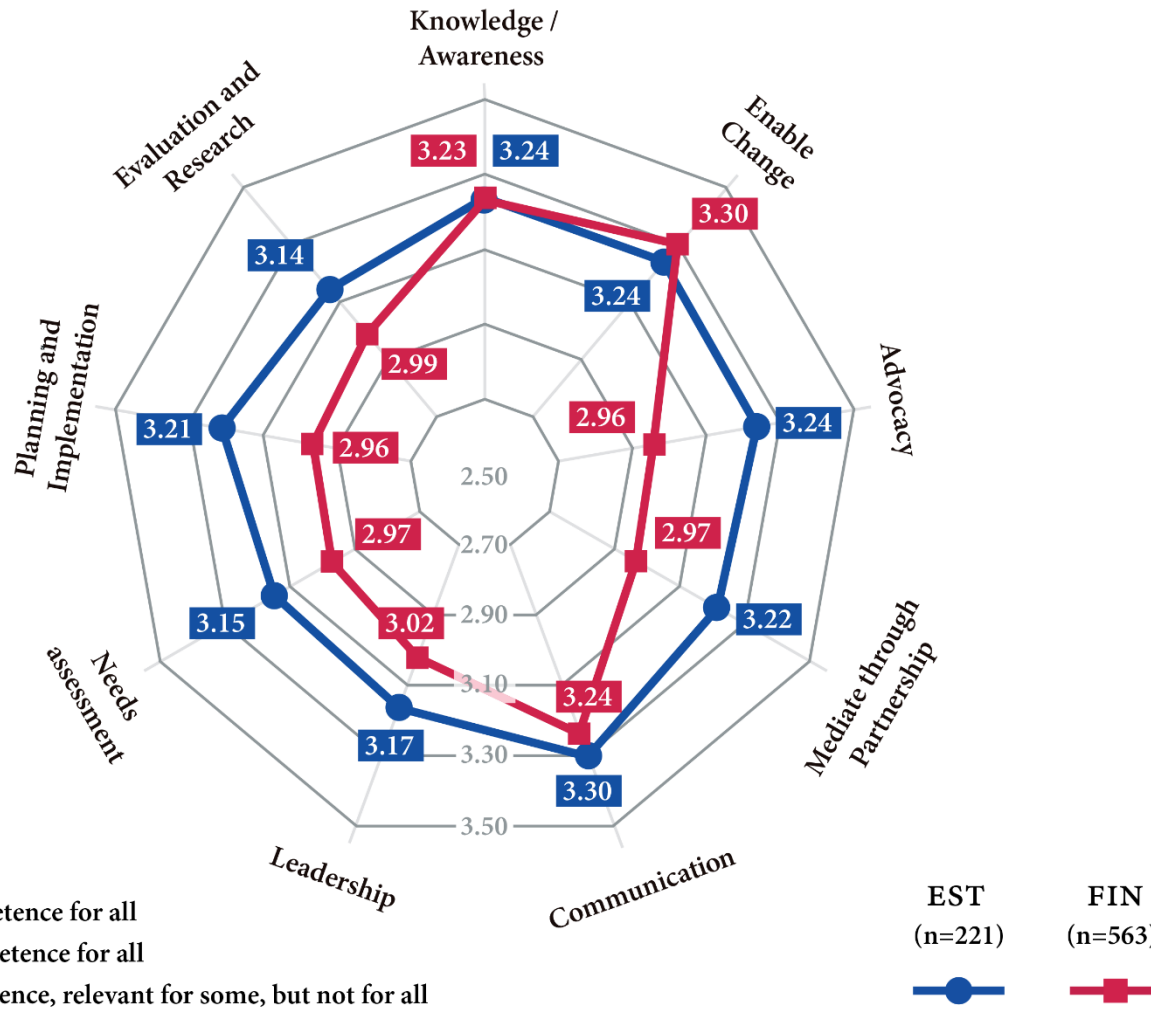 Knowledge /
Awareness
Enable
Change
Evaluation and
Research
3.23
3.24
3.30
3.14
3.24
2.99
Planning and
Implementation
Advocacy
3.21
2.96
2.96
3.24
2.50
2.97
2.97
2.70
3.15
3.02
2.90
3.22
Needs
assessment
Mediate through
Partnership
3.10
3.24
3.17
3.30
3.30
3.50
Leadership
Communication
EST
FIN
(n=221)
(n=563)
for all
for all
relevant for some, but not for all